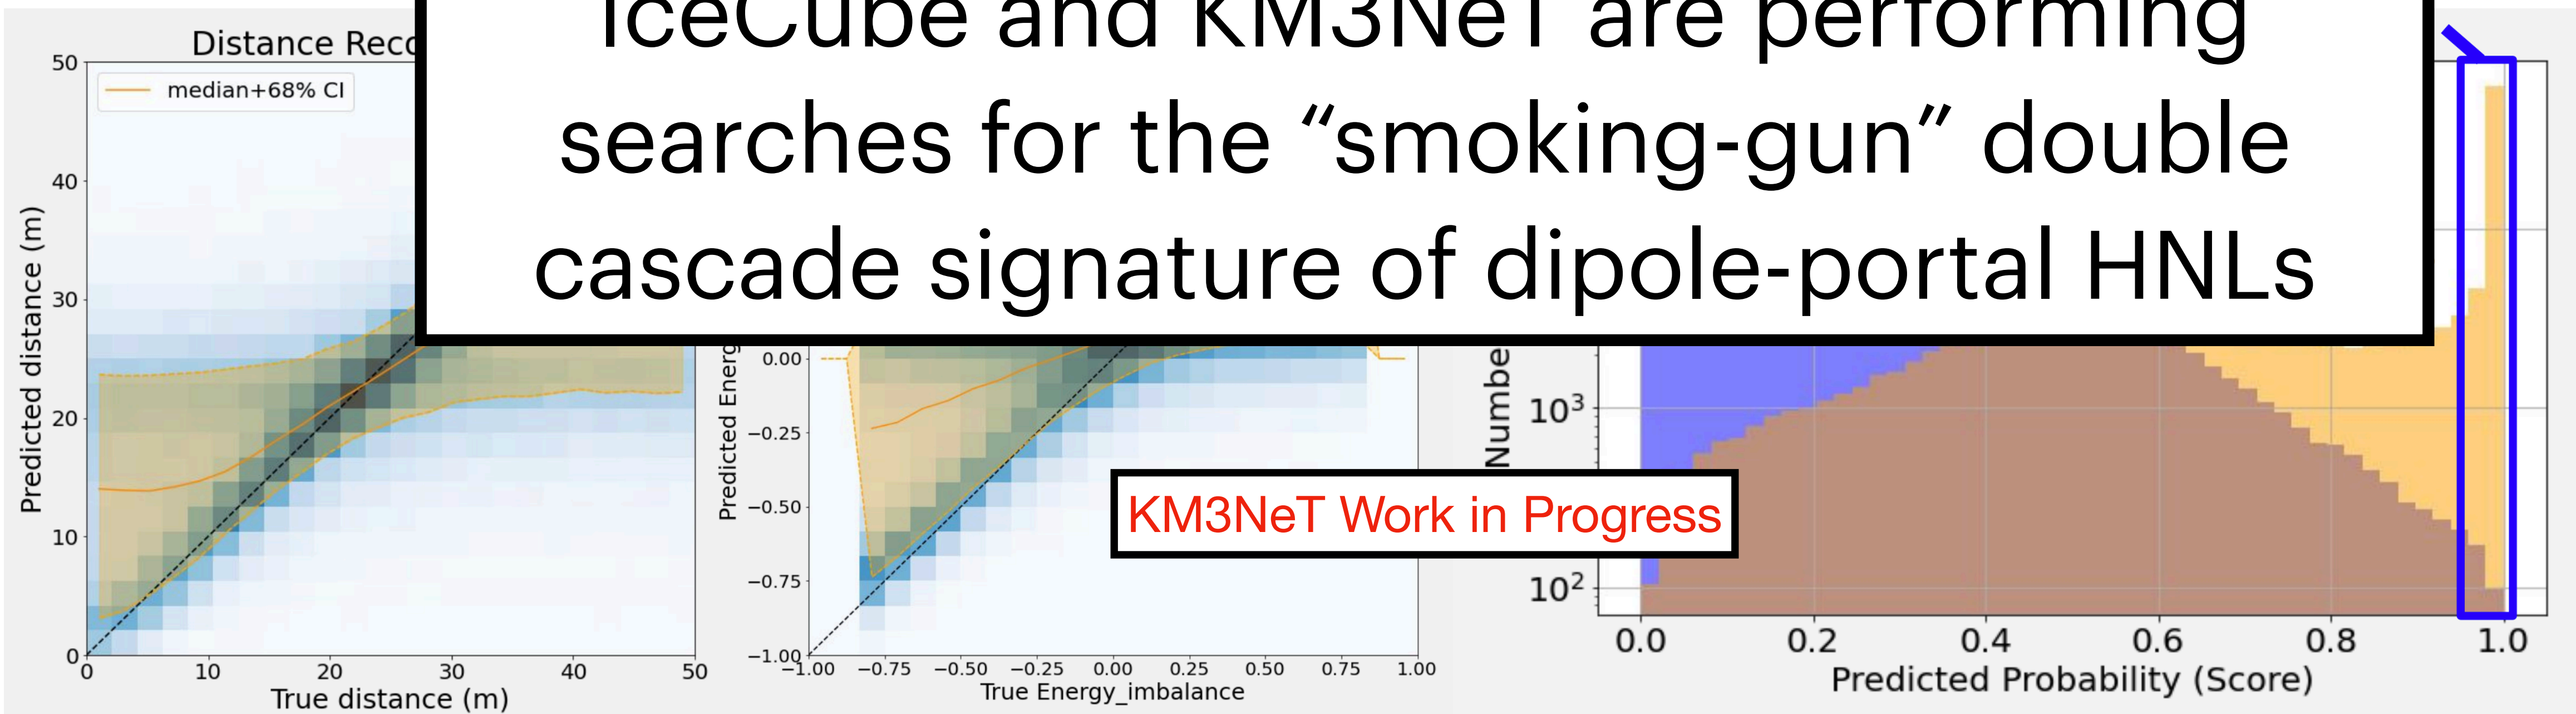 IceCube and KM3NeT are performing
searches for the “smoking-gun” double
cascade signature of dipole-portal HNLs
Distance Reco
median+68% CI
Predicted distance (m)
50
40
30
20
10
0
0 10 20 30 40 50
True distance (m)
Predicted Energ
0.00
−0.25
−0.50
−0.75
−1.00
−1.00 −0.75 −0.50 −0.25 0.00 0.25 0.50 0.75 1.00
True Energy_imbalance
KM3NeT Work in Progress
Numbe
10³
10²
0.0 0.2 0.4 0.6 0.8 1.0
Predicted Probability (Score)